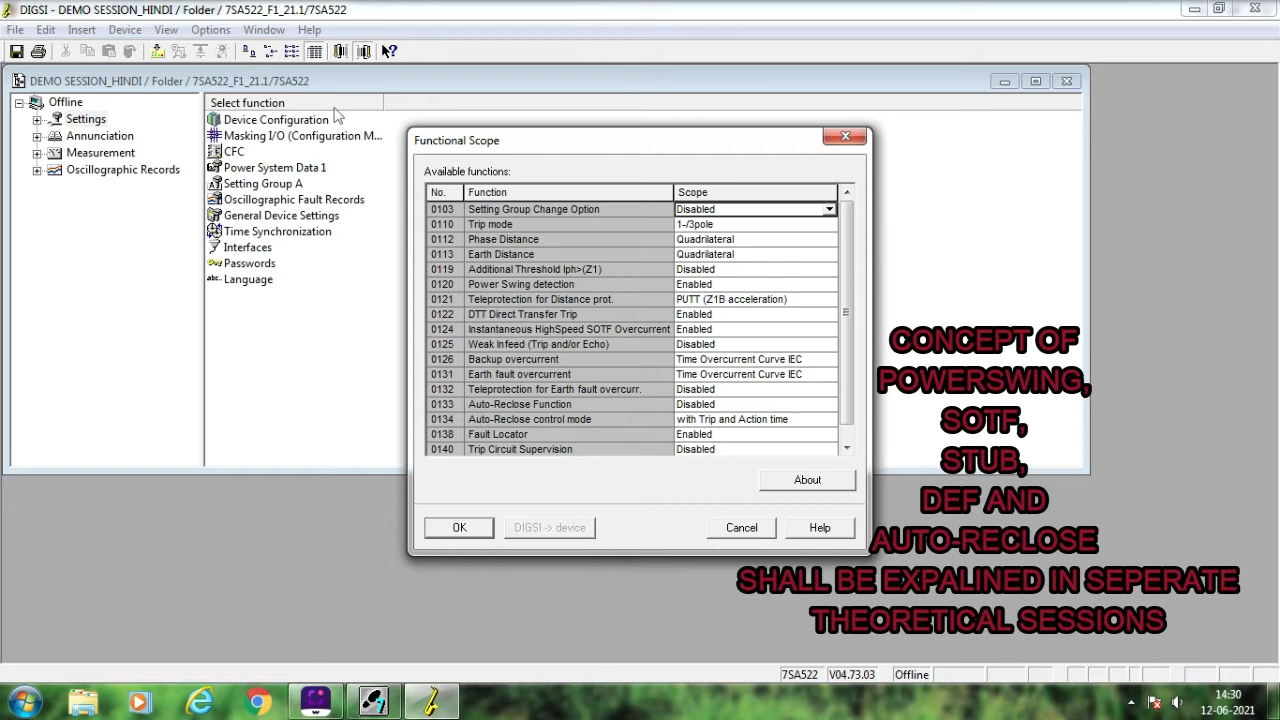 DIGSI - DEMO SESSION_HINDI / Folder / 7SA522_F1_21.1/7SA522
File Edit Insert Device View Options Window Help
DEMO SESSION_HINDI / Folder / 7SA522_F1_21.1/7SA522
Offline
Settings
Annunciation
Measurement
Oscillographic Records
Select function
Device Configuration
Masking I/O (Configuration M...
CFC
Power System Data 1
Setting Group A
Oscillographic Fault Records
General Device Settings
Time Synchronization
Interfaces
Passwords
Language
Functional Scope
Available functions:
No. Function Scope
0103 Setting Group Change Option Disabled
0110 Trip mode 1-/3pole
0112 Phase Distance Quadrilateral
0113 Earth Distance Quadrilateral
0119 Additional Threshold Iph>(Z1) Disabled
0120 Power Swing detection Enabled
0121 Teleprotection for Distance prot. PUTT (Z1B acceleration)
0122 DTT Direct Transfer Trip Enabled
0124 Instantaneous HighSpeed SOTF Overcurrent Enabled
0125 Weak Infeed (Trip and/or Echo) Disabled
0126 Backup overcurrent Time Overcurrent Curve IEC
0131 Earth fault overcurrent Time Overcurrent Curve IEC
0132 Teleprotection for Earth fault overcurr. Disabled
0133 Auto-Reclose Function Disabled
0134 Auto-Reclose control mode with Trip and Action time
0138 Fault Locator Enabled
0140 Trip Circuit Supervision Disabled
About
OK DIGSI -> device Cancel Help
CONCEPT OF
POWERSWING,
SOTF,
STUB,
DEF AND
AUTO-RECLOSE
SHALL BE EXPALINED IN SEPERATE
THEORETICAL SESSIONS
7SA522 V04.73.03 Offline
14:30
12-06-2021